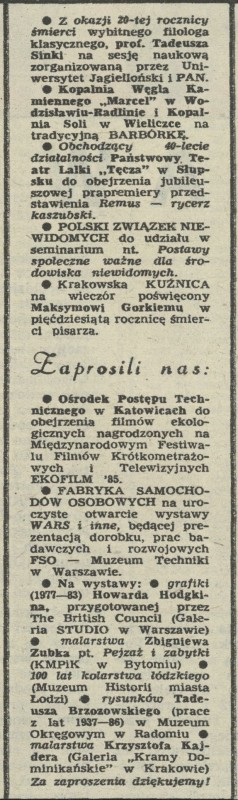 ● Z okazji 20-tej rocznicy
śmierci wybitnego filologa
klasycznego, prof. Tadeusza
Sinki na sesję naukową
zorganizowaną przez Uni-
wersytet Jagielloński i PAN.
● Kopalnia Węgla Ka-
miennego „Marcel” w Wo-
dzisławiu-Radlinie i Kopal-
nia Soli w Wieliczce na
tradycyjną BARBÓRKĘ.
● Obchodzący 40-lecie
działalności Państwowy Te-
atr Lalki „Tęcza” w Słup-
sku do obejrzenia jubileu-
szowej prapremiery przed-
stawienia Remus — rycerz
kaszubski.
● POLSKI ZWIĄZEK NIE-
WIDOMYCH do udziału w
seminarium nt. Postawy
społeczne ważne dla śro-
dowiska niewidomych.
● Krakowska KUŹNICA
na wieczór poświęcony
Maksymowi Gorkiemu w
pięćdziesiątą rocznicę śmier-
ci pisarza.
Zaprosili nas:
● Ośrodek Postępu Tech-
nicznego w Katowicach do
obejrzenia filmów ekolo-
gicznych nagrodzonych na
Międzynarodowym Festiwa-
lu Filmów Krótkometrażo-
wych i Telewizyjnych
EKOFILM '85.
● FABRYKA SAMOCHO-
DÓW OSOBOWYCH na uro-
czyste otwarcie wystawy
WARS i inne, będącej pre-
zentacją dorobku, prac ba-
dawczych i rozwojowych
FSO — Muzeum Techniki
w Warszawie.
● Na wystawy: ● grafiki
(1977—83) Howarda Hodgki-
na, przygotowanej przez
The British Council (Gale-
ria STUDIO w Warszawie)
● malarstwa Zbigniewa
Zubka pt. Pejzaż i zabytki
(KMPiK w Bytomiu) ●
100 lat kolarstwa łódzkiego
(Muzeum Historii miasta
Łodzi) ● rysunków Tade-
usza Brzozowskiego (prace
z lat 1937—86) w Muzeum
Okręgowym w Radomiu ●
malarstwa Krzysztofa Kaj-
dera (Galeria „Kramy Do-
minikańskie” w Krakowie)
Za zaproszenia dziękujemy!